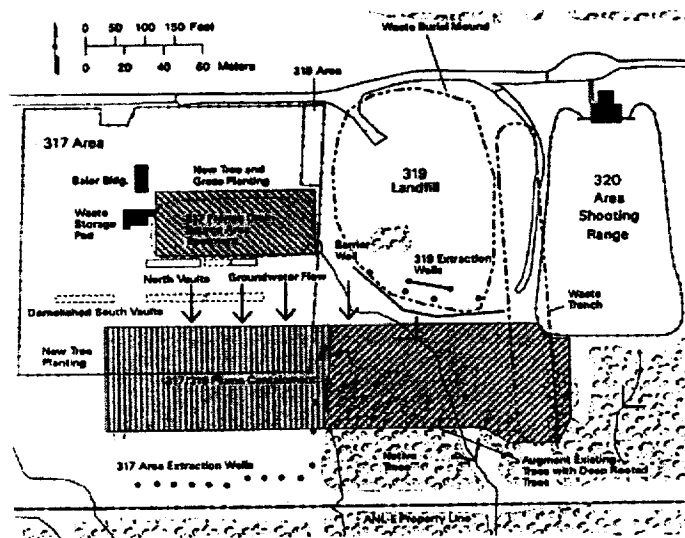 0 50 100 150 Feet
0 20 40 60 Meters
Waste Burial Mound
318 Area
317 Area
Baler Bldg.
New Tree and
Grass Planting
319
Landfill
320
Area
Shooting
Range
Waste
Storage
Pad
Barrier
Wall
319 Extraction
Wells
North Vaults
Groundwater Flow
Waste
Trench
Demolished South Vaults
New Tree
Planting
317 Area Extraction Wells
Native
Trees
Augment Existing
Trees with Deep Rooted
Trees
ANL-E Property Line